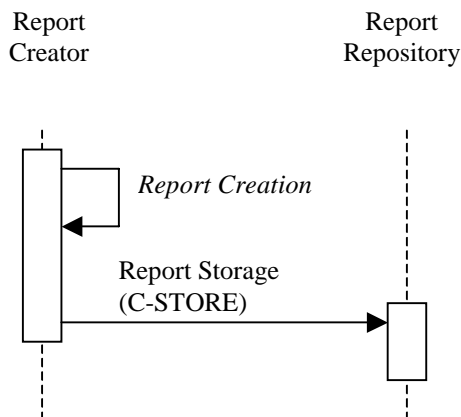 Report
Creator
Report
Repository
Report Creation
Report Storage
(C-STORE)